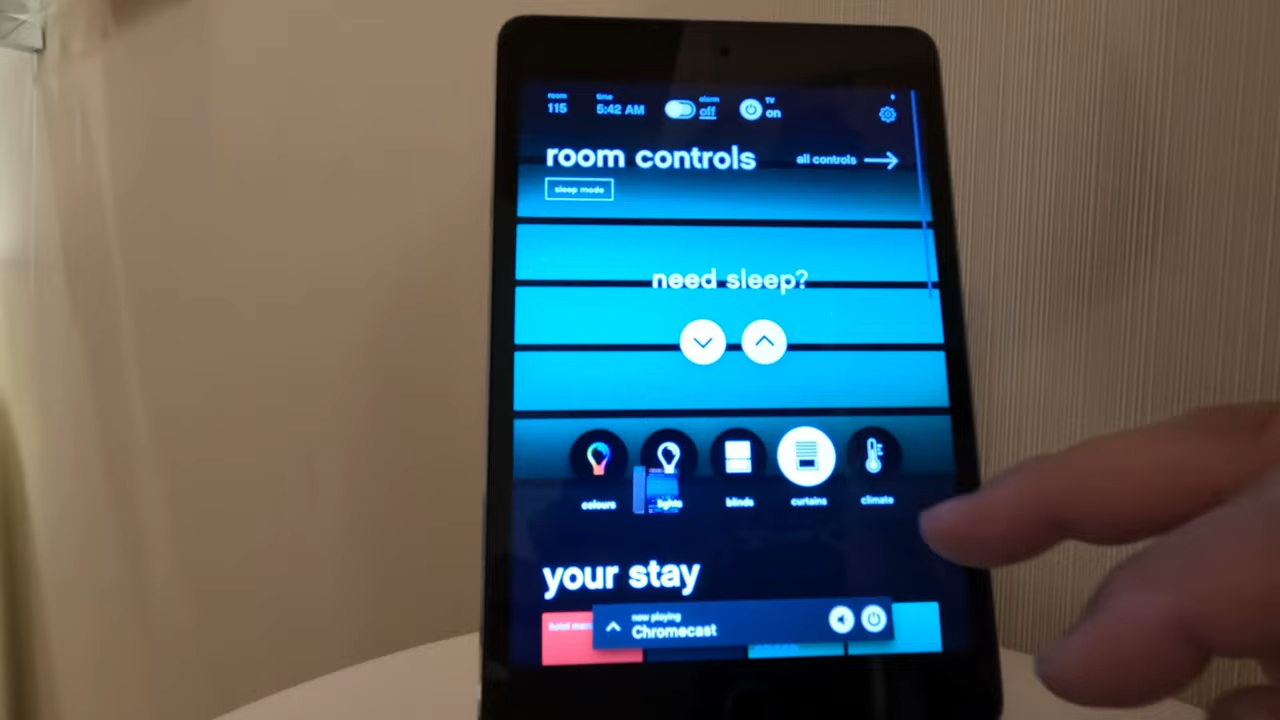 room
115
time
5:42 AM
alarm
off
TV
on
room controls
all controls
sleep mode
need sleep?
colours
lights
blinds
curtains
climate
your stay
now playing
Chromecast